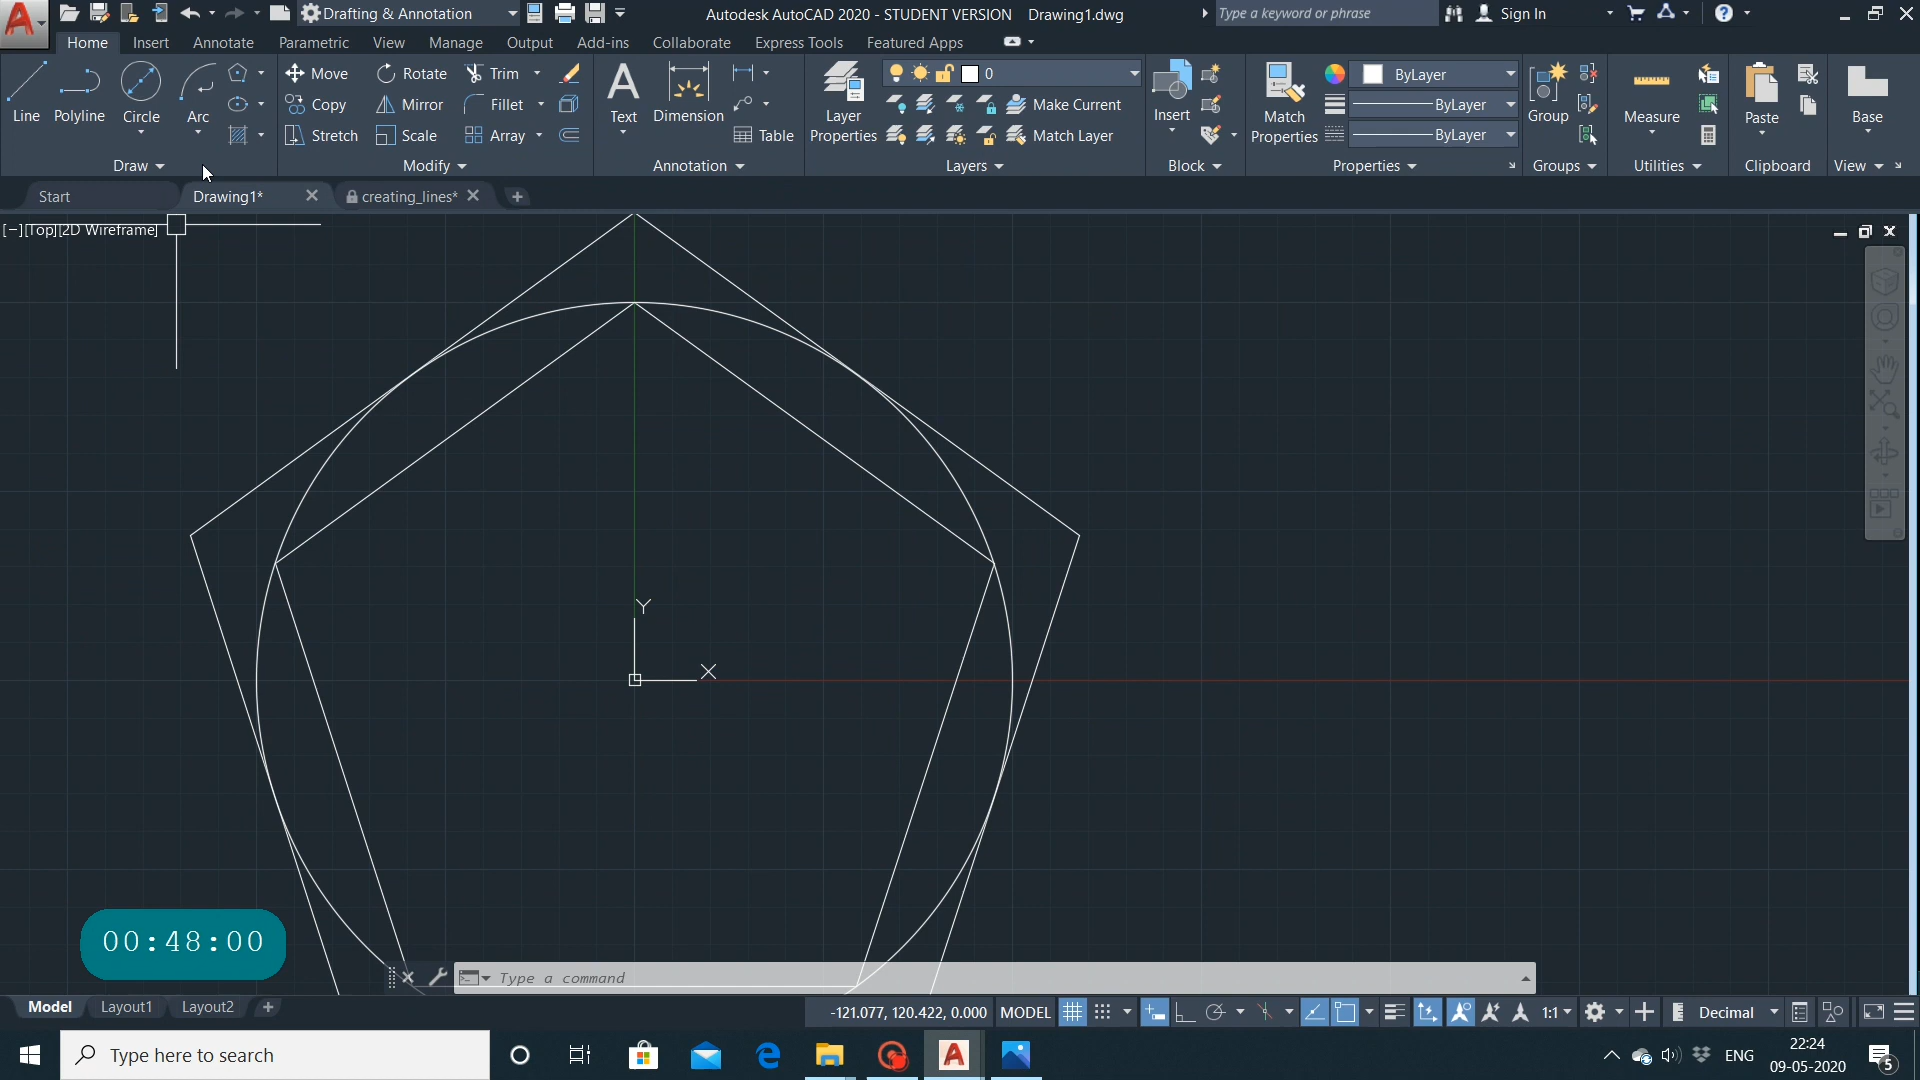 Drafting & Annotation
Autodesk AutoCAD 2020 - STUDENT VERSION Drawing1.dwg
Type a keyword or phrase
Sign In
Home Insert Annotate Parametric View Manage Output Add-ins Collaborate Express Tools Featured Apps
Line Polyline Circle Arc
Move Rotate Trim
Copy Mirror Fillet
Stretch Scale Array
Text Dimension Table
Layer Properties
0
Make Current
Match Layer
Insert
Match Properties
ByLayer
ByLayer
ByLayer
Group
Measure
Paste
Base
Draw Modify Annotation Layers Block Properties Groups Utilities Clipboard View
Start Drawing1* creating_lines*
[−][Top][2D Wireframe]
Y
X
00:48:00
Type a command
Model Layout1 Layout2
-121.077, 120.422, 0.000 MODEL 1:1 Decimal
Type here to search
ENG
22:24
09-05-2020
5